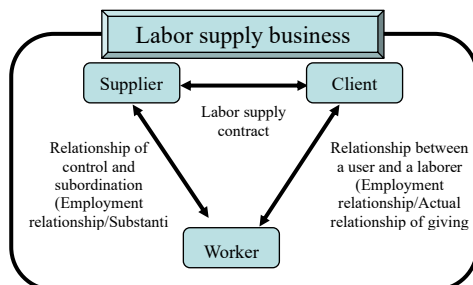 Labor supply business
Supplier
Client
Labor supply
contract
Relationship of
control and
subordination
(Employment
relationship/Substanti
Relationship between
a user and a laborer
(Employment
relationship/Actual
relationship of giving
Worker